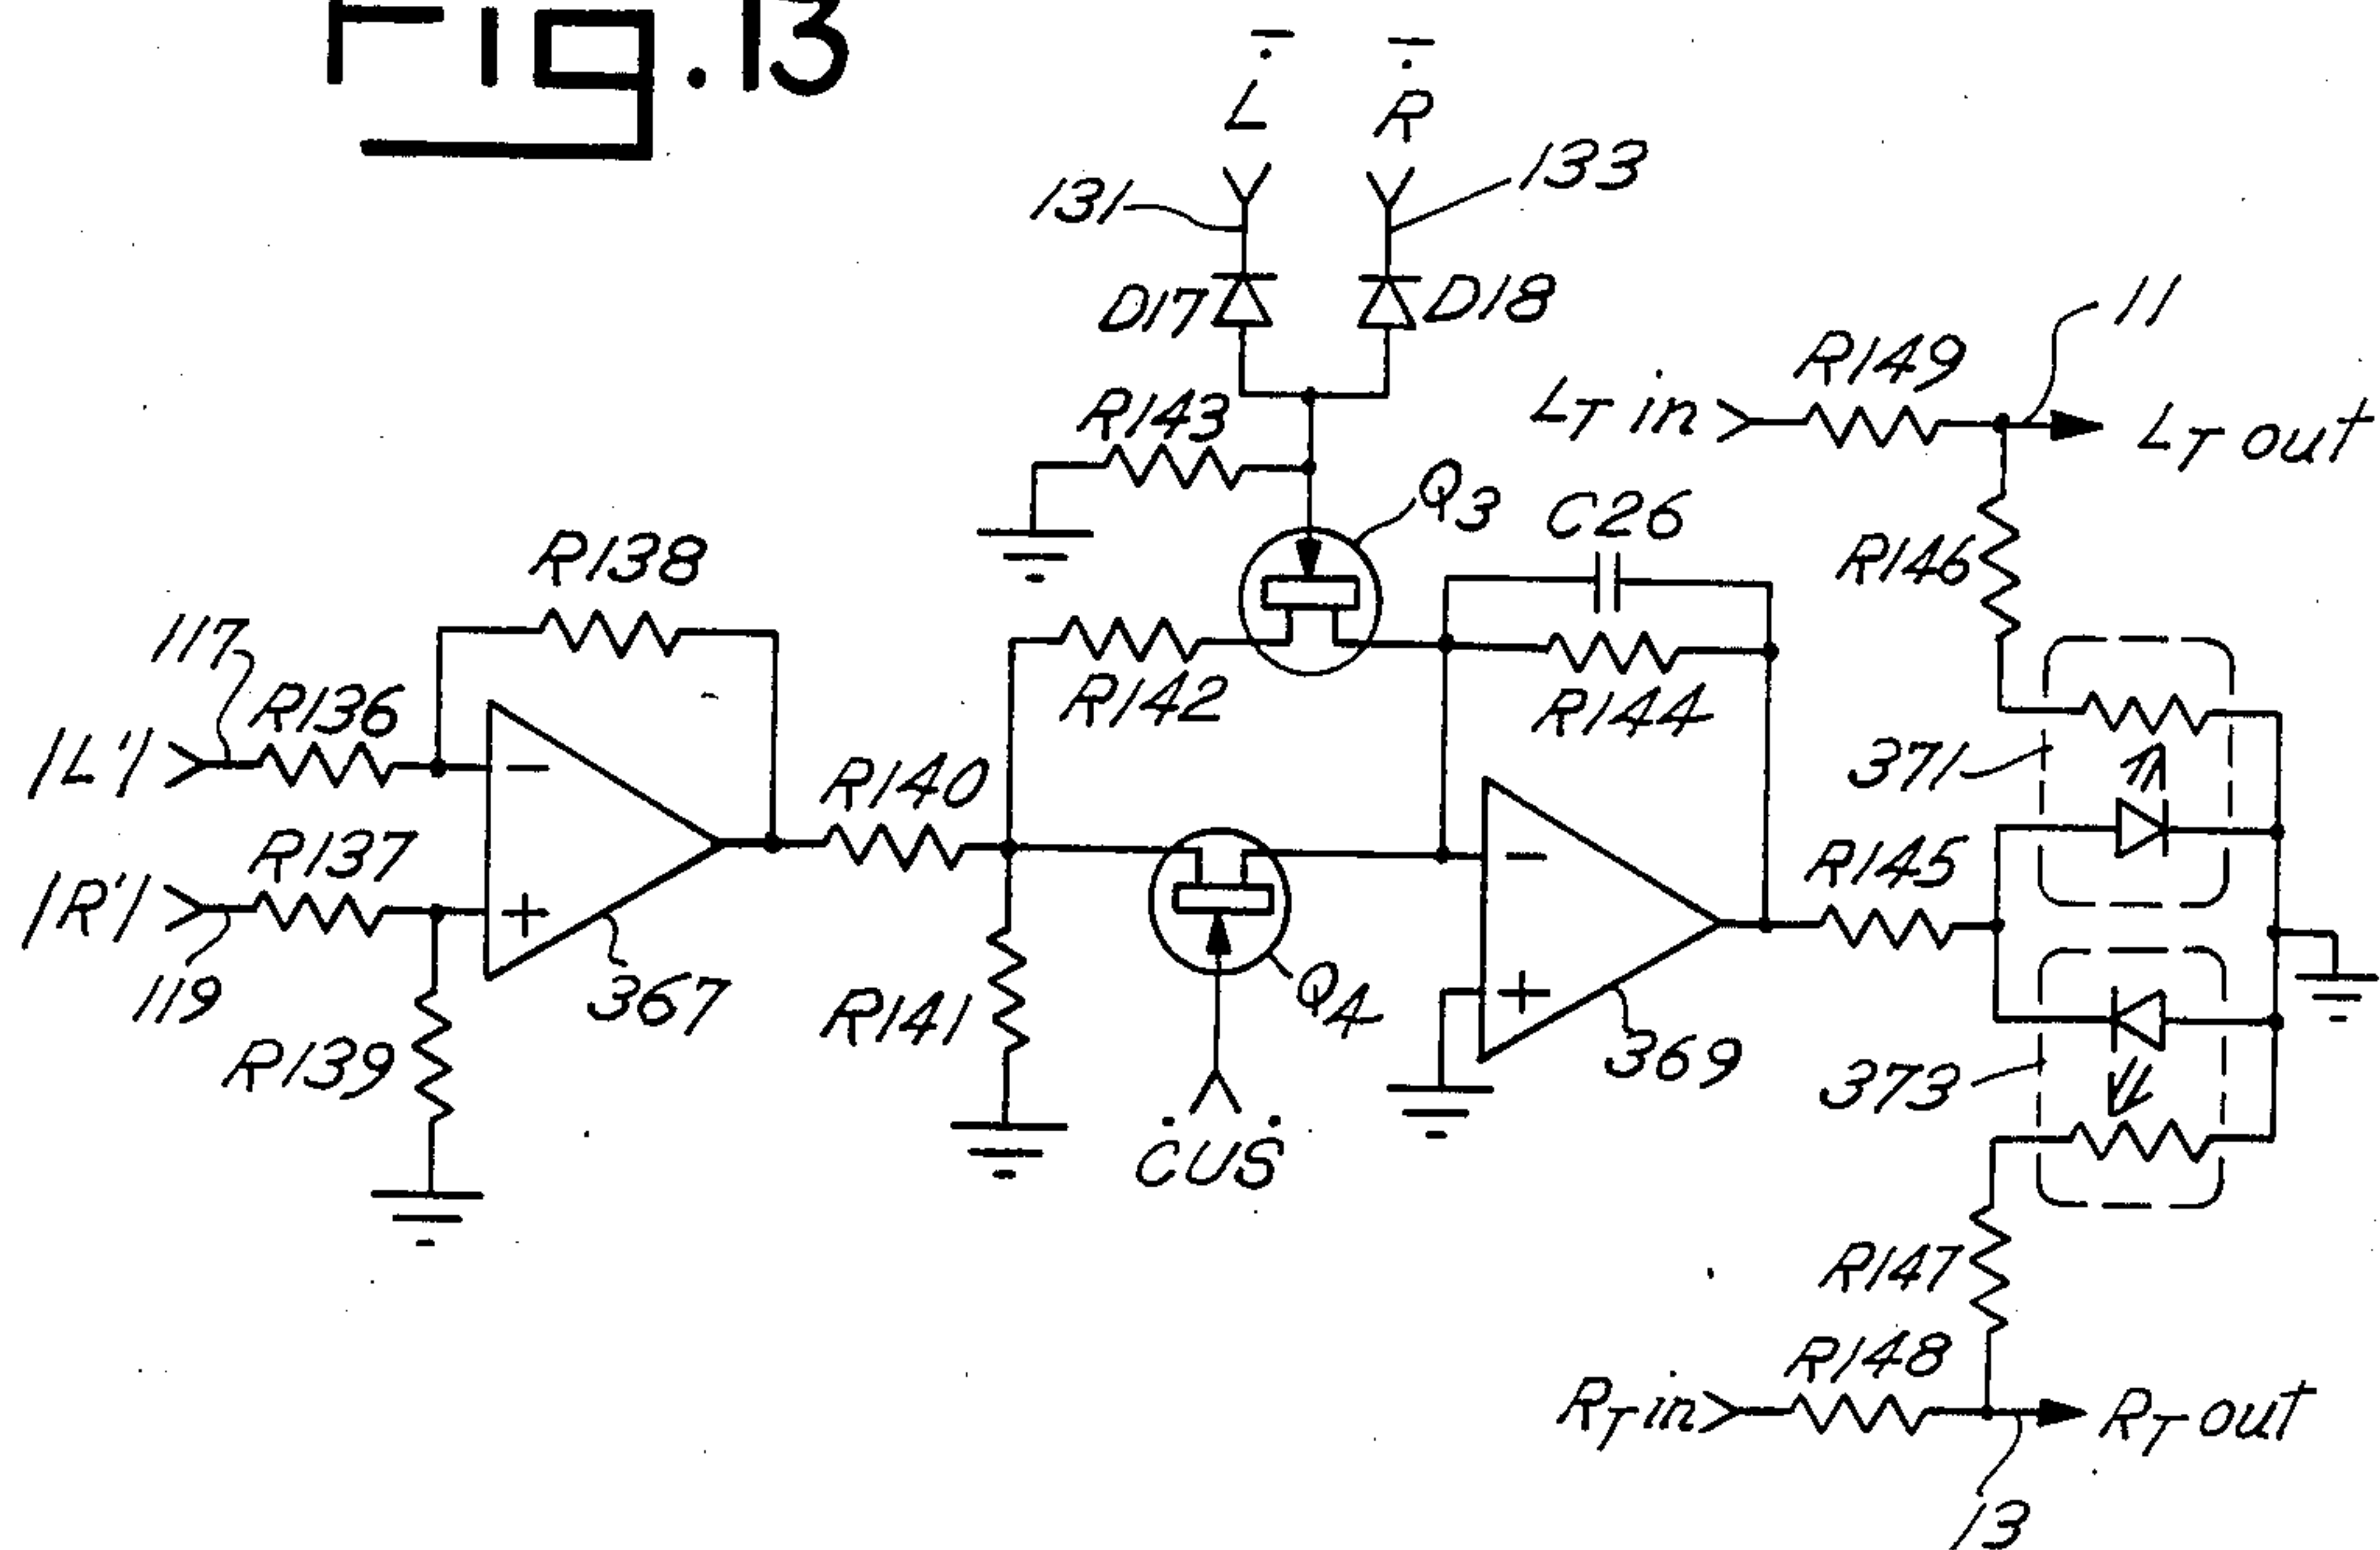 Fig. 13
L R
131
133
D17 D18
R143
Q3
C26
LT in
R149
11
LT out
R146
R138
117
R136
|L'|
R142
R144
371
R137
|R'|
119
367
R140
R139
R141
Q4
369
R145
373
CUS
R147
R148
RT in
RT out
13
− + − +